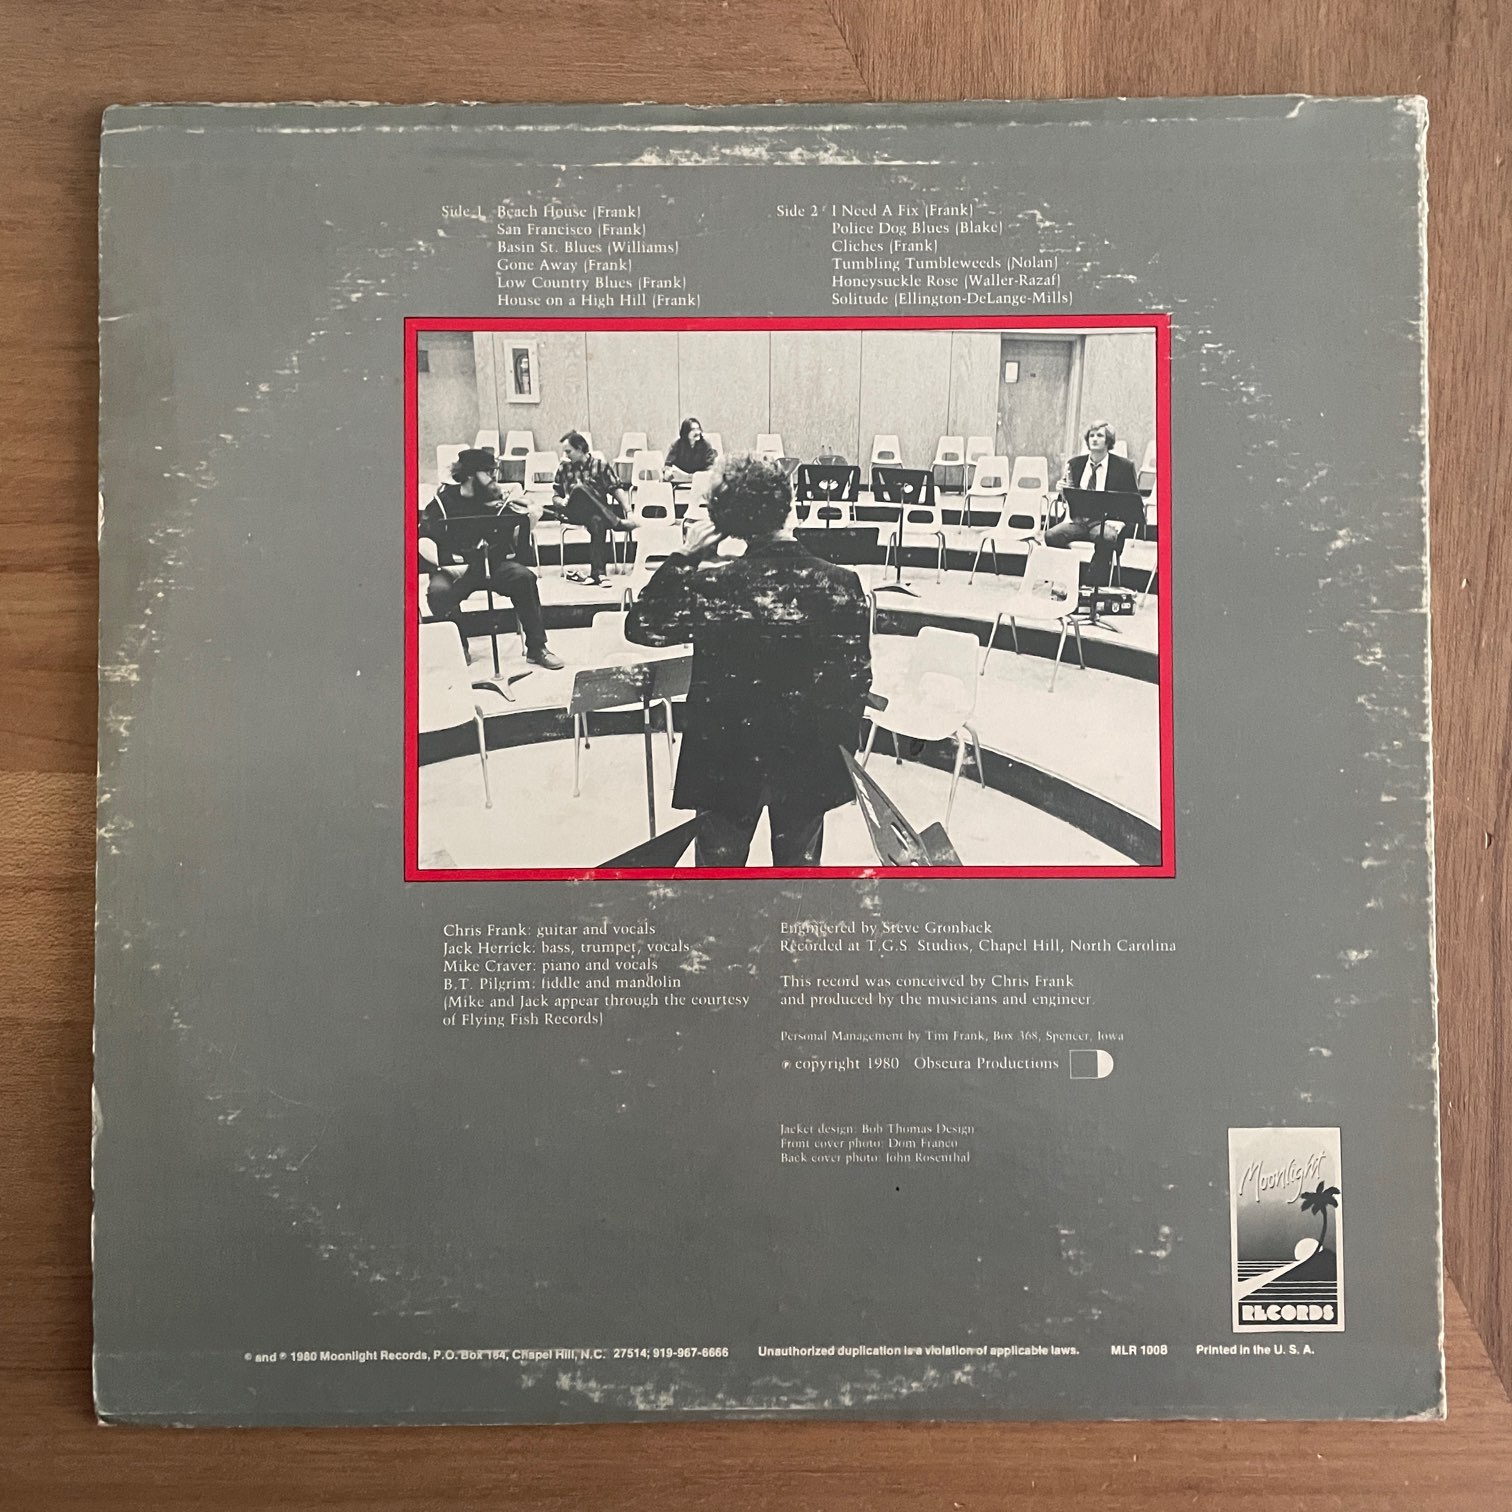 Side 1 Beach House (Frank)
San Francisco (Frank)
Basin St. Blues (Williams)
Gone Away (Frank)
Low Country Blues (Frank)
House on a High Hill (Frank)
Side 2 I Need A Fix (Frank)
Police Dog Blues (Blake)
Cliches (Frank)
Tumbling Tumbleweeds (Nolan)
Honeysuckle Rose (Waller-Razaf)
Solitude (Ellington-DeLange-Mills)
Chris Frank: guitar and vocals
Jack Herrick: bass, trumpet, vocals
Mike Craver: piano and vocals
B.T. Pilgrim: fiddle and mandolin
(Mike and Jack appear through the courtesy
of Flying Fish Records)
Engineered by Steve Gronback
Recorded at T.G.S. Studios, Chapel Hill, North Carolina
This record was conceived by Chris Frank
and produced by the musicians and engineer.
Personal Management by Tim Frank, Box 368, Spencer, Iowa
℗ copyright 1980 Obscura Productions
Jacket design: Bob Thomas Design
Front cover photo: Dom Franco
Back cover photo: John Rosenthal
Moonlight
RECORDS
© and ℗ 1980 Moonlight Records, P.O. Box 164, Chapel Hill, N.C. 27514; 919-967-6666 Unauthorized duplication is a violation of applicable laws. MLR 1008 Printed in the U. S. A.